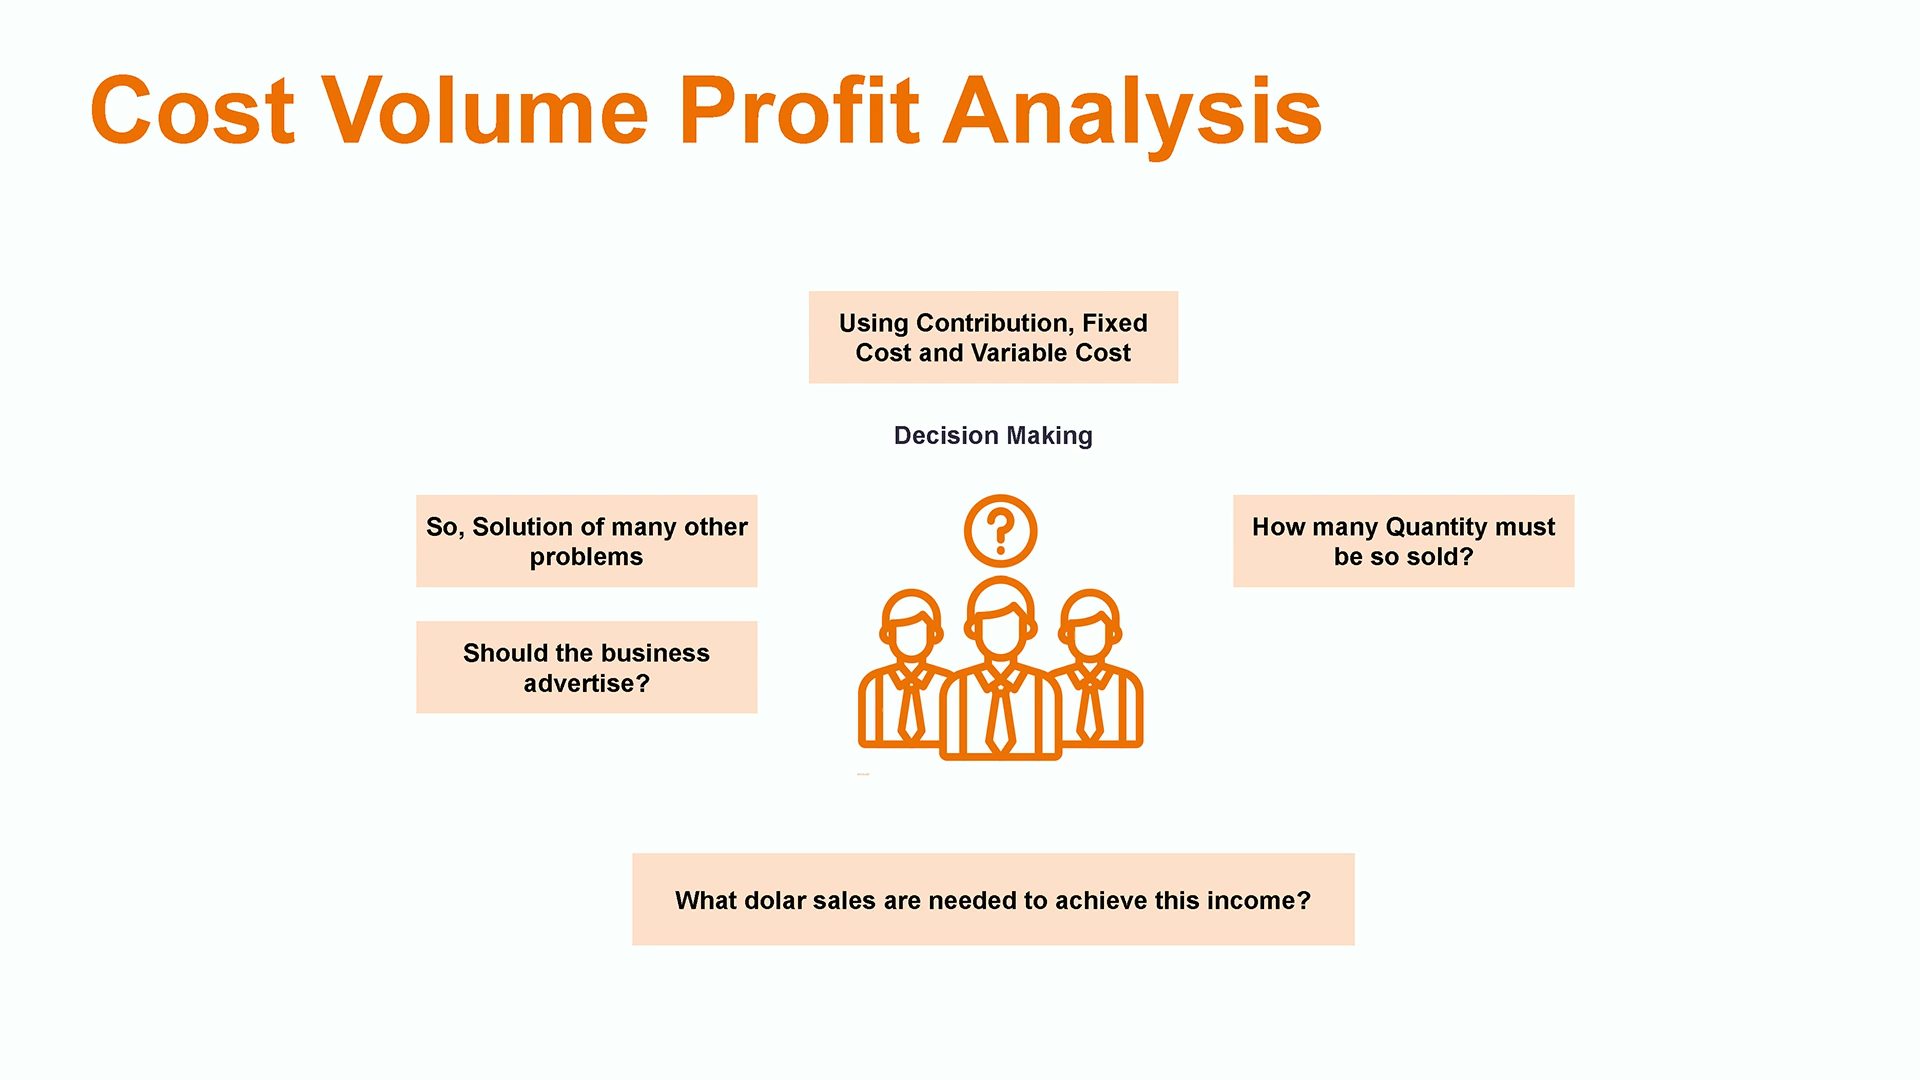 Cost Volume Profit Analysis
Using Contribution, Fixed
Cost and Variable Cost
Decision Making
So, Solution of many other
problems
How many Quantity must
be so sold?
Should the business
advertise?
What dolar sales are needed to achieve this income?